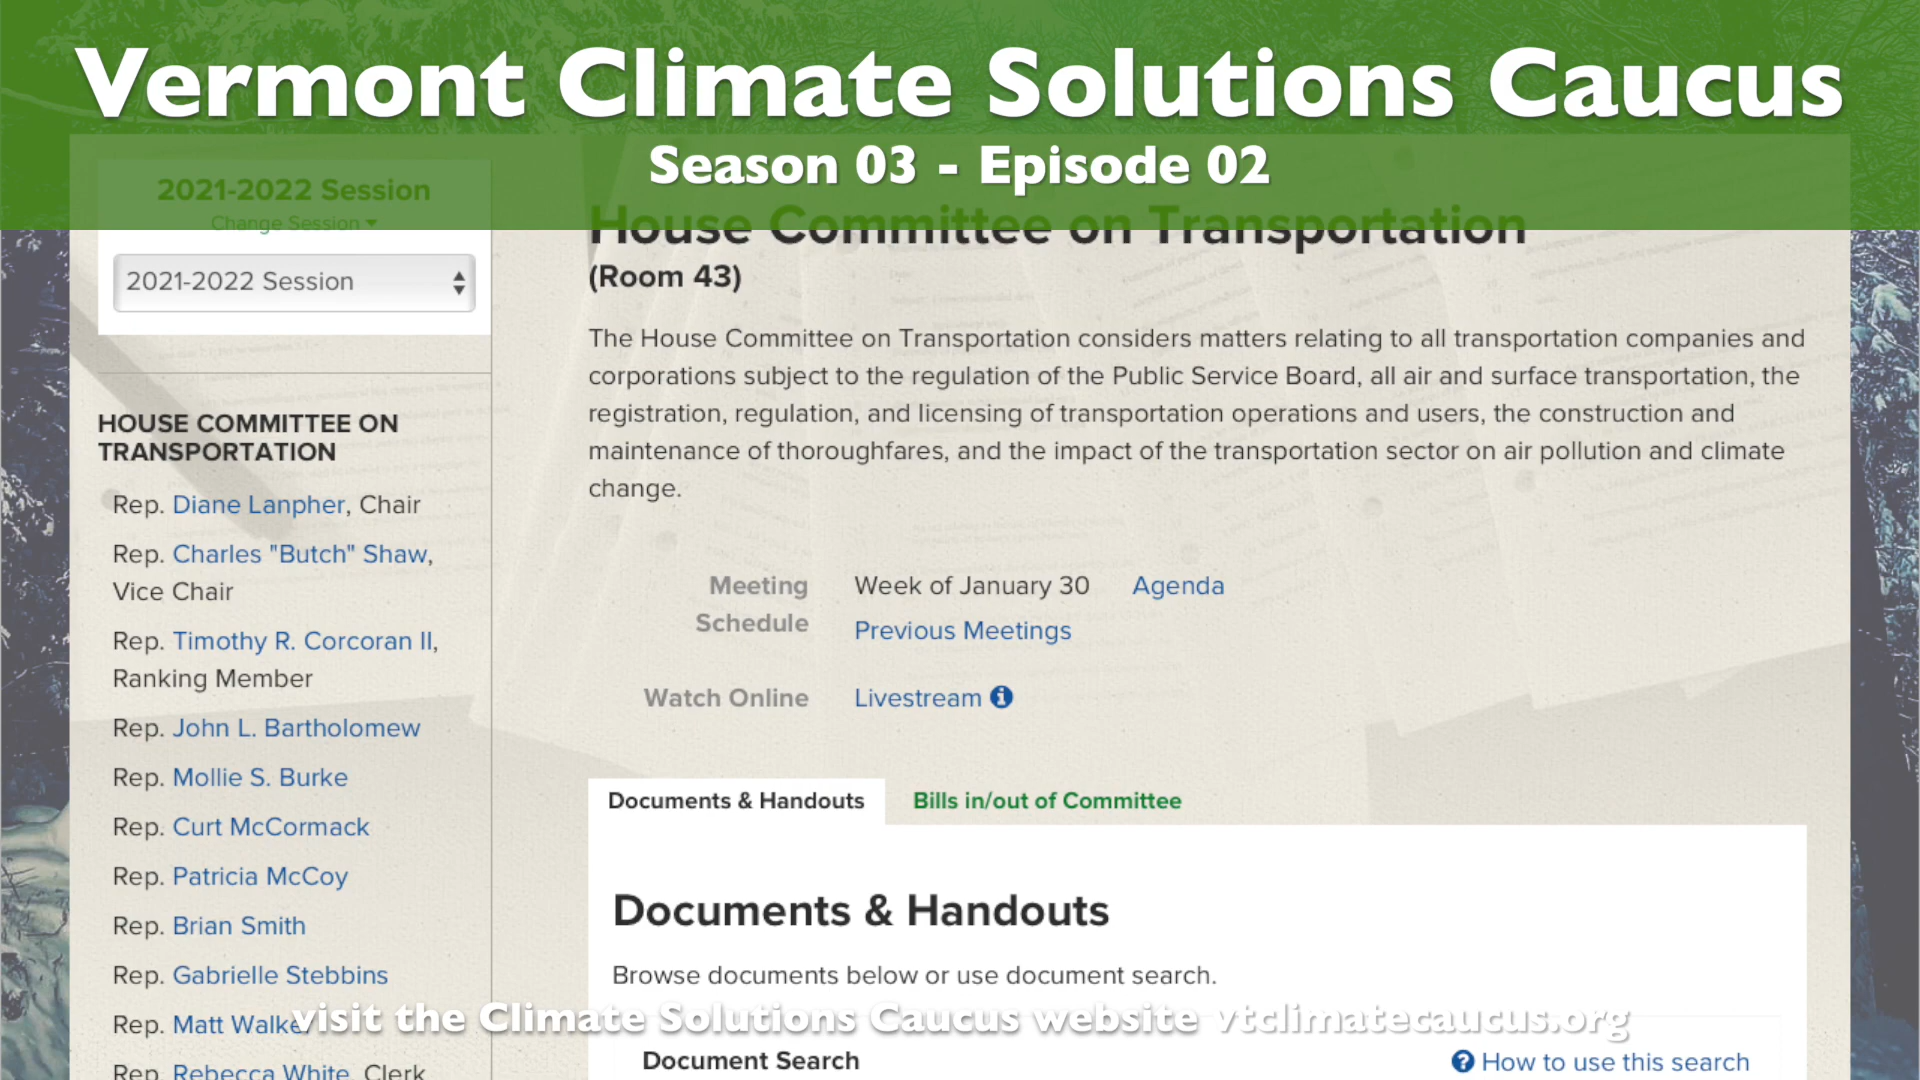 Vermont Climate Solutions Caucus
Season 03 - Episode 02
2021-2022 Session
Change Session
2021-2022 Session
HOUSE COMMITTEE ON
TRANSPORTATION
Rep. Diane Lanpher, Chair
Rep. Charles "Butch" Shaw,
Vice Chair
Rep. Timothy R. Corcoran II,
Ranking Member
Rep. John L. Bartholomew
Rep. Mollie S. Burke
Rep. Curt McCormack
Rep. Patricia McCoy
Rep. Brian Smith
Rep. Gabrielle Stebbins
Rep. Matt Walker
Rep. Rebecca White, Clerk
House Committee on Transportation
(Room 43)
The House Committee on Transportation considers matters relating to all transportation companies and
corporations subject to the regulation of the Public Service Board, all air and surface transportation, the
registration, regulation, and licensing of transportation operations and users, the construction and
maintenance of thoroughfares, and the impact of the transportation sector on air pollution and climate
change.
Meeting
Schedule
Week of January 30 Agenda
Previous Meetings
Watch Online Livestream
Documents & Handouts Bills in/out of Committee
Documents & Handouts
Browse documents below or use document search.
visit the Climate Solutions Caucus website vtclimatecaucus.org
Document Search How to use this search